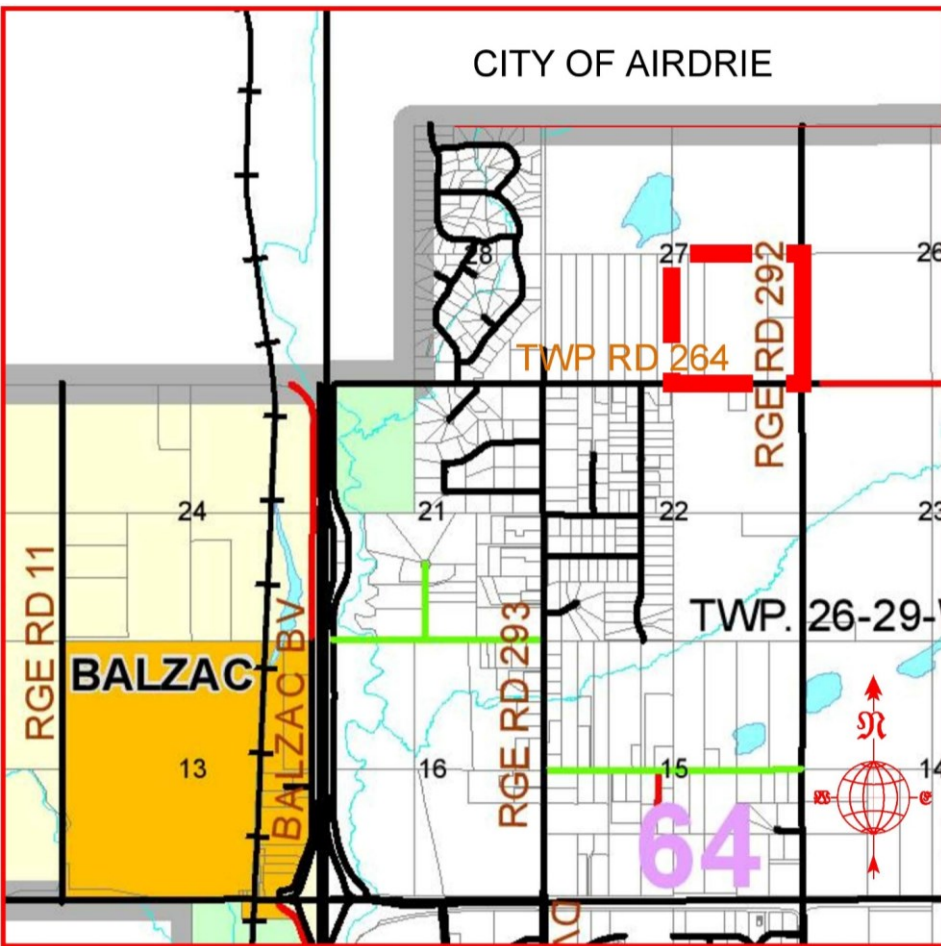 CITY OF AIRDRIE
28
27
26
RGE RD 292
TWP RD 264
24
21
22
23
RGE RD 11
BALZAC BV
RGE RD 293
TWP. 26-29-
BALZAC
N
13
16
15
14
64